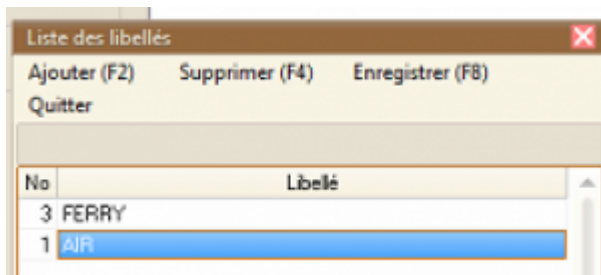 Liste des libellés
Ajouter (F2) Supprimer (F4) Enregistrer (F8)
Quitter
No Libellé
3 FERRY
1 AIR